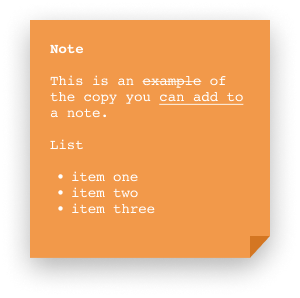 Note
This is an example of
the copy you can add to
a note.
List
• item one
• item two
• item three